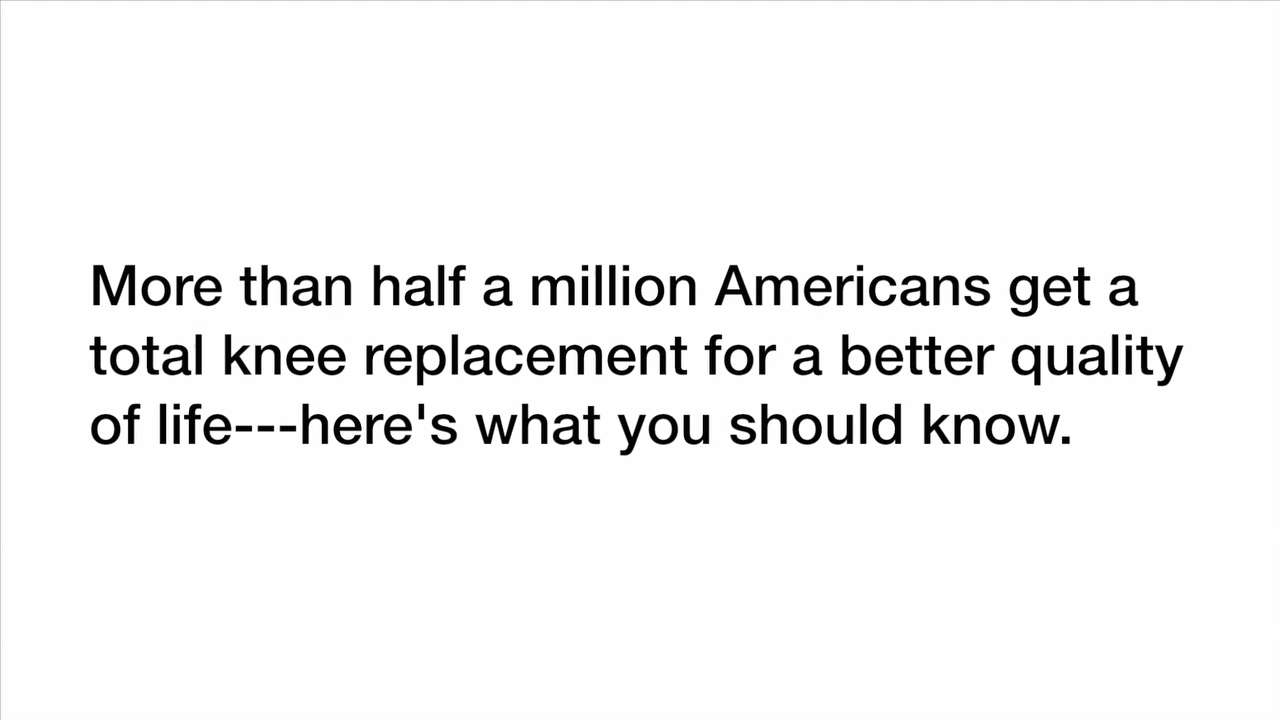 More than half a million Americans get a
total knee replacement for a better quality
of life---here's what you should know.